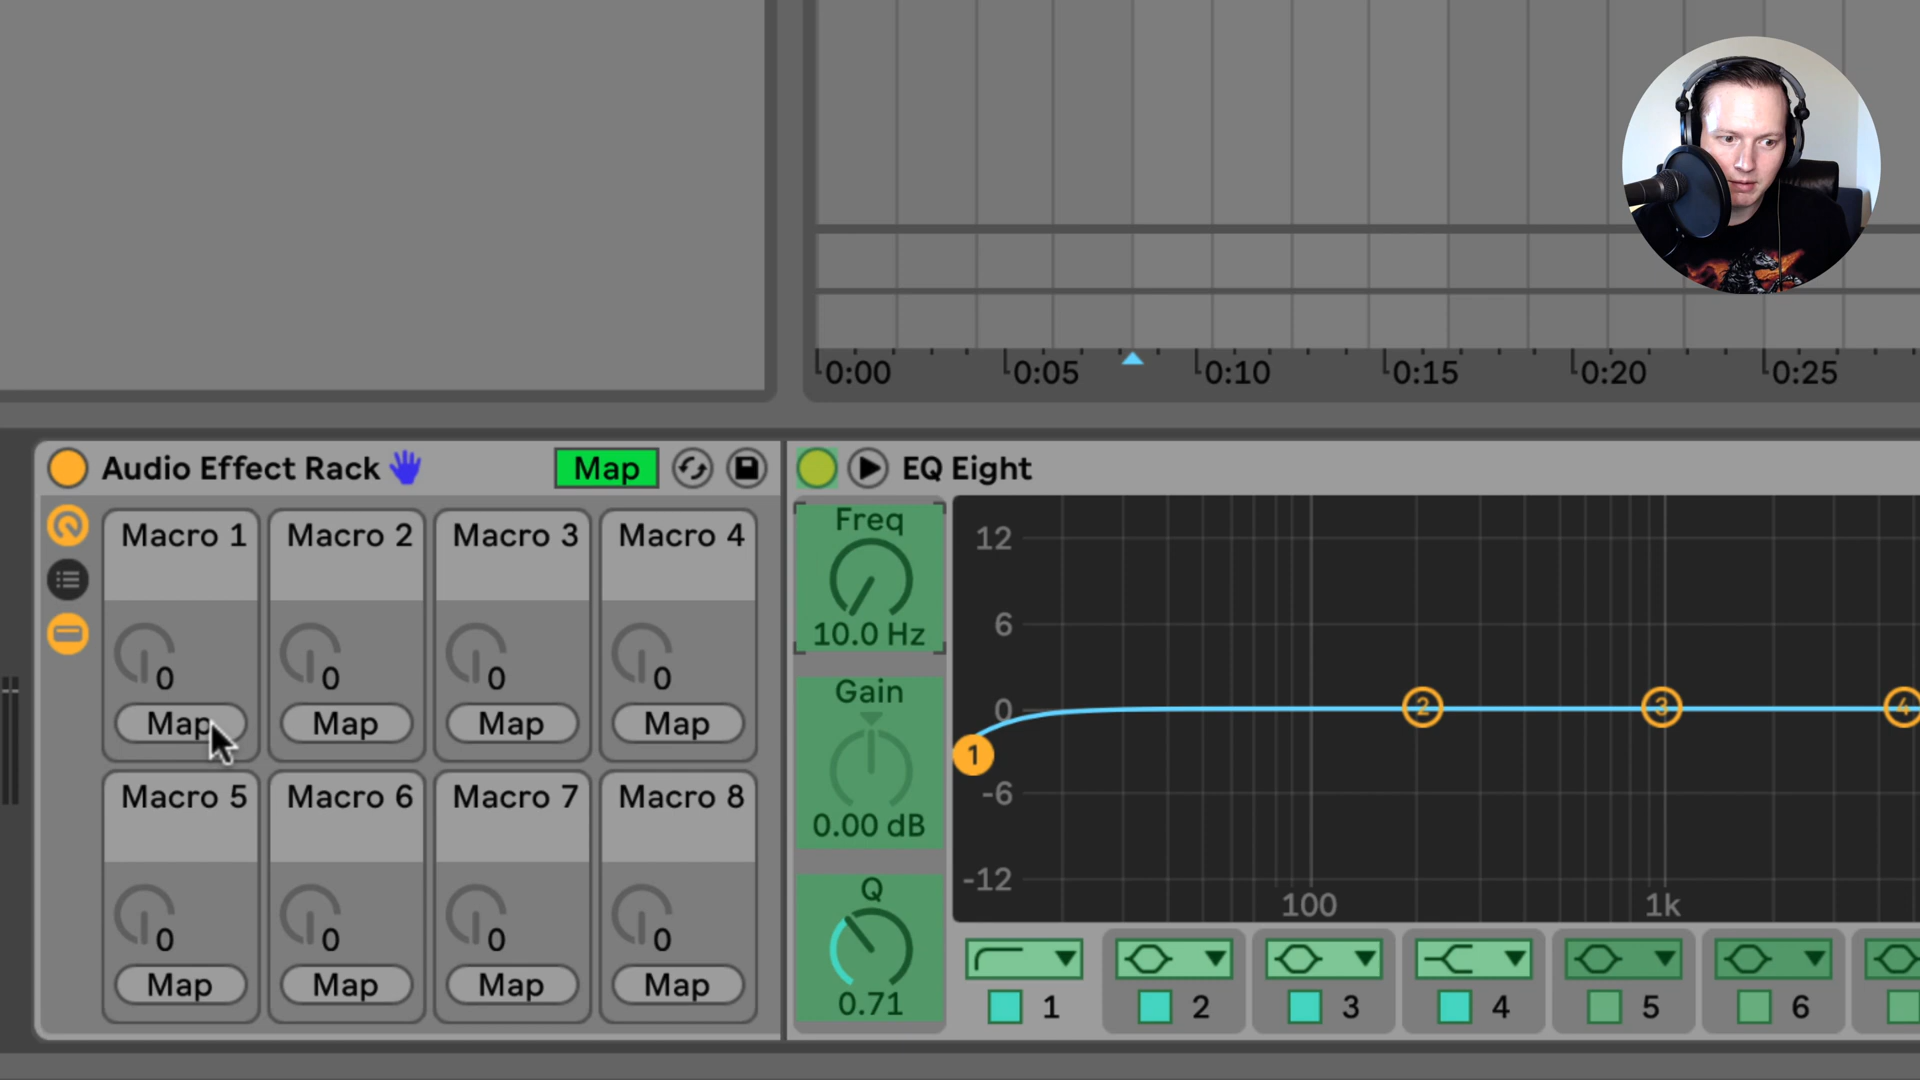 0:00 0:05 0:10 0:15 0:20 0:25
Audio Effect Rack Map
Macro 1 Macro 2 Macro 3 Macro 4
0 0 0 0
Map Map Map Map
Macro 5 Macro 6 Macro 7 Macro 8
0 0 0 0
Map Map Map Map
EQ Eight
Freq
10.0 Hz
Gain
0.00 dB
Q
0.71
12
6
0
-6
-12
1 2 3 4
100 1k
1 2 3 4 5 6